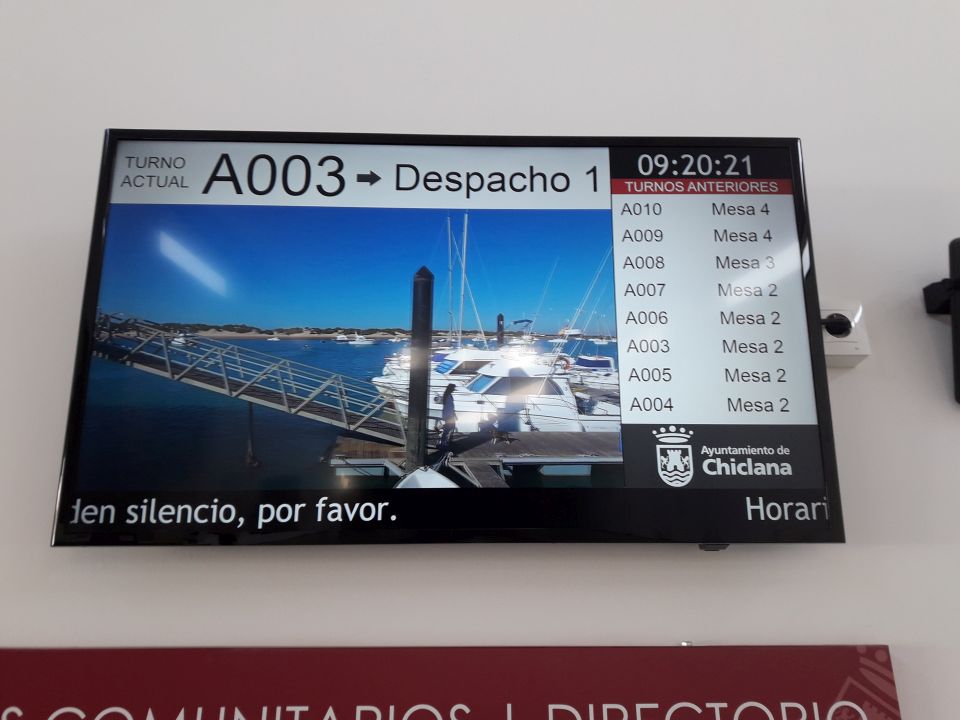 TURNO
ACTUAL
A003 → Despacho 1
09:20:21
TURNOS ANTERIORES
A010 Mesa 4
A009 Mesa 4
A008 Mesa 3
A007 Mesa 2
A006 Mesa 2
A003 Mesa 2
A005 Mesa 2
A004 Mesa 2
Ayuntamiento de
Chiclana
den silencio, por favor.
Horari
S COMUNITARIOS | DIRECTORIO